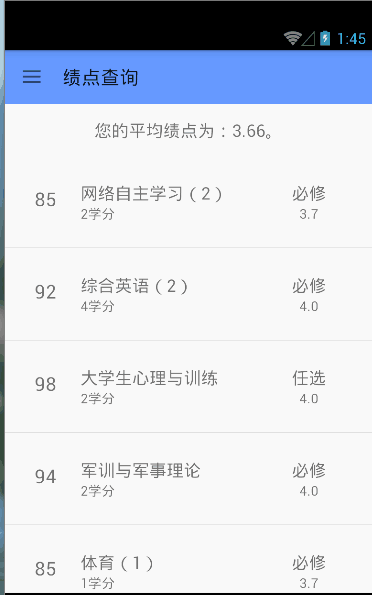 1:45
绩点查询
您的平均绩点为：3.66。
85 网络自主学习（2） 必修
2学分 3.7
92 综合英语（2） 必修
4学分 4.0
98 大学生心理与训练 任选
2学分 4.0
94 军训与军事理论 必修
2学分 4.0
85 体育（1） 必修
1学分 3.7